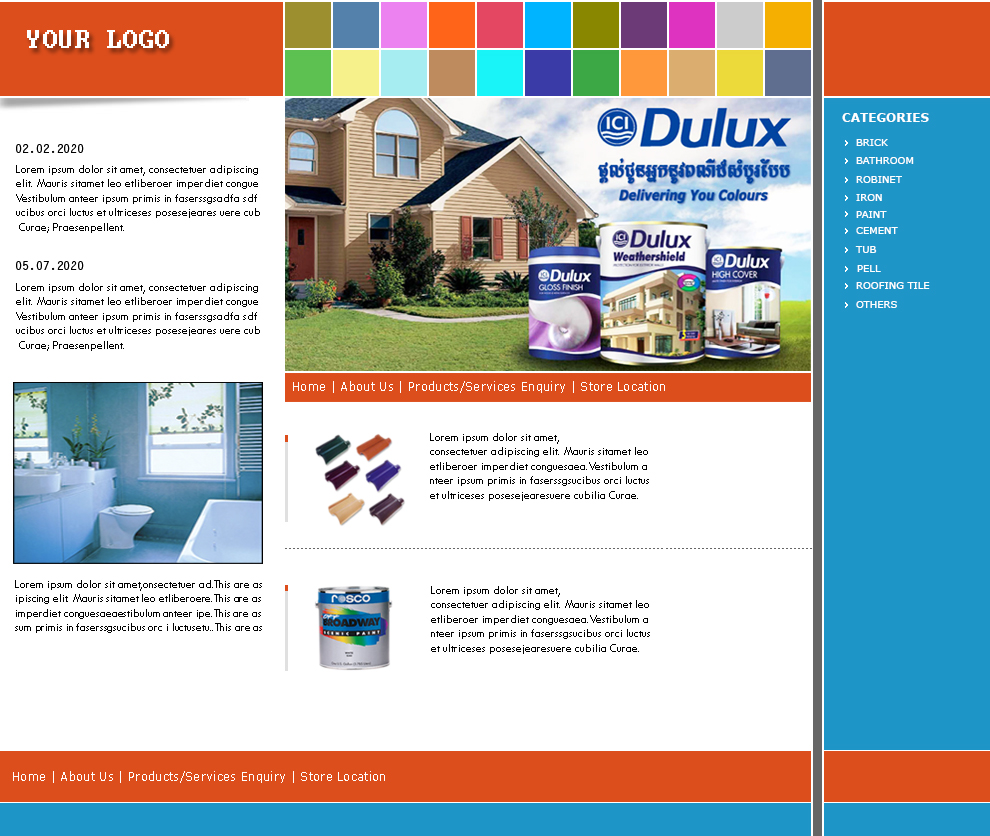 YOUR LOGO
02.02.2020
Lorem ipsum dolor sit amet, consectetuer adipiscing
elit. Mauris sitamet leo etliberoer imperdiet congue
Vestibulum anteer ipsum primis in faserssgsadfa sdf
ucibus orci luctus et ultriceses posesejeares uere cub
Curae; Praesenpellent.
05.07.2020
Lorem ipsum dolor sit amet, consectetuer adipiscing
elit. Mauris sitamet leo etliberoer imperdiet congue
Vestibulum anteer ipsum primis in faserssgsadfa sdf
ucibus orci luctus et ultriceses posesejeares uere cub
Curae; Praesenpellent.
Lorem ipsum dolor sit amet,onsectetuer ad.This are as
ipiscing elit Mauris sitamet leo etliberoere.This are as
imperdiet conguesaeaestibulum anteer ipe.This are as
sum primis in faserssgsucibus orc i luctusetu..This are as
ICI Dulux
ផ្តល់ជូនអ្នកនូវពណ៌ដ៏សំបូរបែប
Delivering You Colours
ICI Dulux
GLOSS FINISH
ICI Dulux
Weathershield
ICI Dulux
HIGH COVER
Home | About Us | Products/Services Enquiry | Store Location
Lorem ipsum dolor sit amet,
consectetuer adipiscing elit. Mauris sitamet leo
etliberoer imperdiet conguesaea.Vestibulum a
nteer ipsum primis in faserssgsucibus orci luctus
et ultriceses posesejearesuere cubilia Curae.
rosco
BROADWAY
SCENIC PAINT
Lorem ipsum dolor sit amet,
consectetuer adipiscing elit. Mauris sitamet leo
etliberoer imperdiet conguesaea.Vestibulum a
nteer ipsum primis in faserssgsucibus orci luctus
et ultriceses posesejearesuere cubilia Curae.
CATEGORIES
BRICK
BATHROOM
ROBINET
IRON
PAINT
CEMENT
TUB
PELL
ROOFING TILE
OTHERS
Home | About Us | Products/Services Enquiry | Store Location